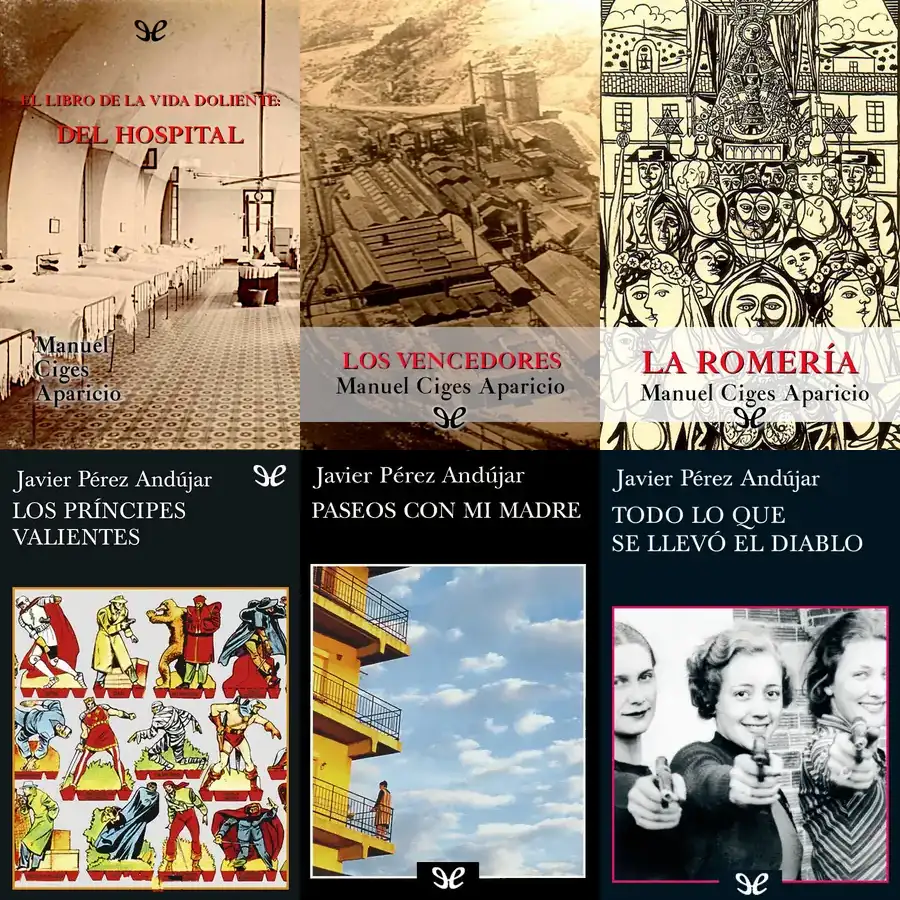 EL LIBRO DE LA VIDA DOLIENTE:
DEL HOSPITAL
Manuel
Ciges
Aparicio
LOS VENCEDORES
Manuel Ciges Aparicio
LA ROMERÍA
Manuel Ciges Aparicio
Javier Pérez Andújar
LOS PRÍNCIPES
VALIENTES
Javier Pérez Andújar
PASEOS CON MI MADRE
Javier Pérez Andújar
TODO LO QUE
SE LLEVÓ EL DIABLO